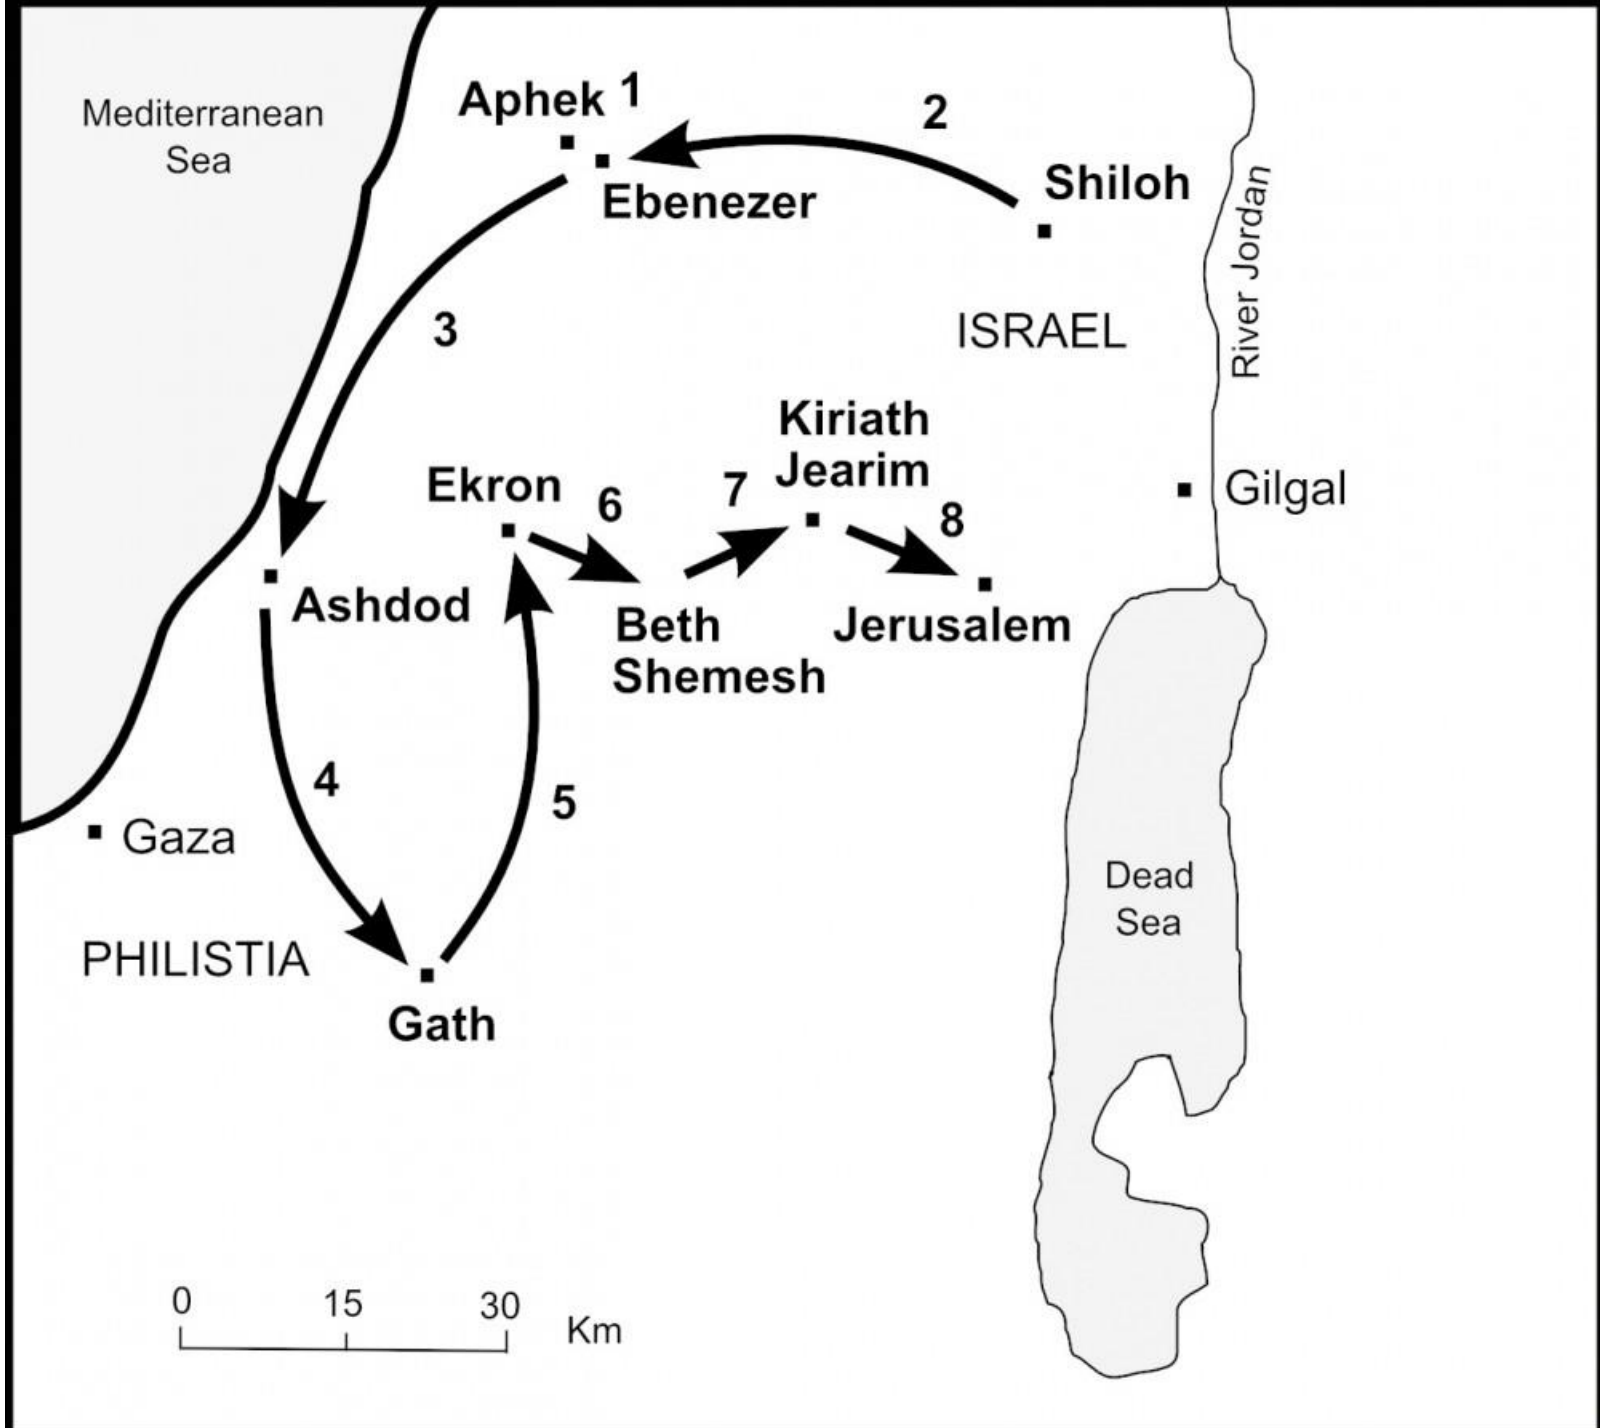 Mediterranean
Sea
Aphek
1
2
Ebenezer
Shiloh
River Jordan
3
ISRAEL
Kiriath
Jearim
Ekron
6
7
8
Gilgal
Ashdod
Beth
Shemesh
Jerusalem
4
5
Gaza
Dead
Sea
PHILISTIA
Gath
0
15
30
Km